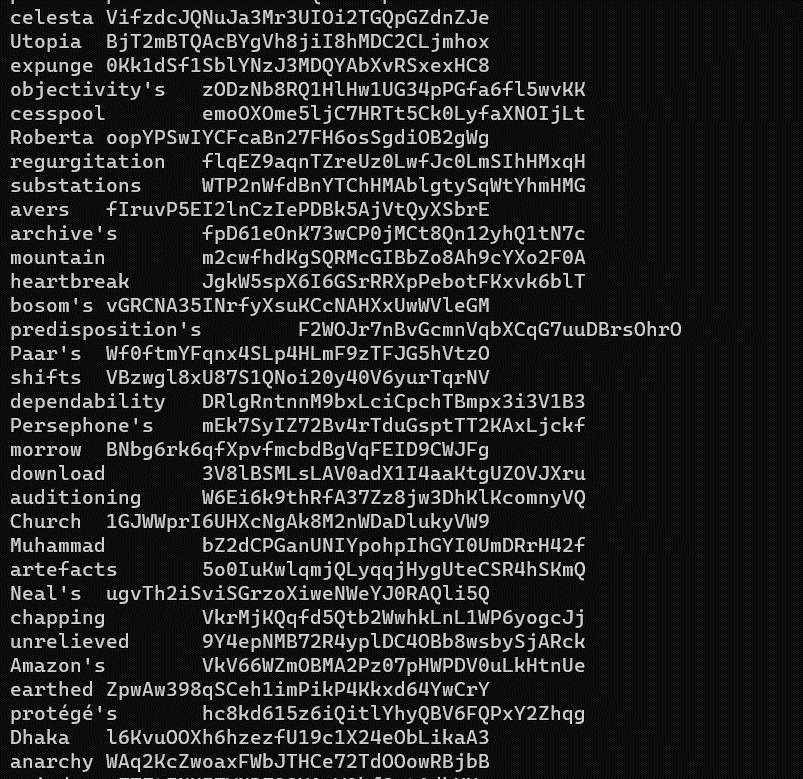 celesta VifzdcJQNuJa3Mr3UIOi2TGQpGZdnZJe
Utopia BjT2mBTQAcBYgVh8jiI8hMDC2CLjmhox
expunge 0Kk1dSf1SblYNzJ3MDQYAbXvRSxexHC8
objectivity's zODzNb8RQ1HlHw1UG34pPGfa6fl5wvKK
cesspool emoOXOme5ljC7HRTt5Ck0LyfaXNOIjLt
Roberta oopYPSwIYCFcaBn27FH6osSgdiOB2gWg
regurgitation flqEZ9aqnTZreUz0LwfJc0LmSIhHMxqH
substations WTP2nWfdBnYTChHMAblgtySqWtYhmHMG
avers fIruvP5EI2lnCzIePDBk5AjVtQyXSbrE
archive's fpD61eOnK73wCP0jMCt8Qn12yhQ1tN7c
mountain m2cwfhdKgSQRMcGIBbZo8Ah9cYXo2F0A
heartbreak JgkW5spX6I6GSrRRXpPebotFKxvk6blT
bosom's vGRCNA35INrfyXsuKCcNAHXxUwWVleGM
predisposition's F2WOJr7nBvGcmnVqbXCqG7uuDBrsOhrO
Paar's Wf0ftmYFqnx4SLp4HLmF9zTFJG5hVtzO
shifts VBzwgl8xU87S1QNoi20y40V6yurTqrNV
dependability DRlgRntnnM9bxLciCpchTBmpx3i3V1B3
Persephone's mEk7SyIZ72Bv4rTduGsptTT2KAxLjckf
morrow BNbg6rk6qfXpvfmcbdBgVqFEID9CWJFg
download 3V8lBSMLsLAV0adX1I4aaKtgUZOVJXru
auditioning W6Ei6k9thRfA37Zz8jw3DhKlKcomnyVQ
Church 1GJWWprI6UHXcNgAk8M2nWDaDlukyVW9
Muhammad bZ2dCPGanUNIYpohpIhGYI0UmDRrH42f
artefacts 5o0IuKwlqmjQLyqqjHygUteCSR4hSKmQ
Neal's ugvTh2iSviSGrzoXiweNWeYJ0RAQli5Q
chapping VkrMjKQqfd5Qtb2WwhkLnL1WP6yogcJj
unrelieved 9Y4epNMB72R4yplDC4OBb8wsbySjARck
Amazon's VkV66WZmOBMA2Pz07pHWPDV0uLkHtnUe
earthed ZpwAw398qSCeh1imPikP4Kkxd64YwCrY
protégé's hc8kd615z6iQitlYhyQBV6FQPxY2Zhqg
Dhaka l6KvuOOXh6hzezfU19c1X24eObLikaA3
anarchy WAq2KcZwoaxFWbJTHCe72TdOOowRBjbB